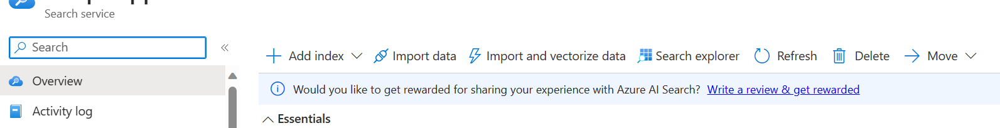 Search service
Search
Add index
Import data
Import and vectorize data
Search explorer
Refresh
Delete
Move
Overview
Would you like to get rewarded for sharing your experience with Azure AI Search? Write a review & get rewarded
Activity log
Essentials